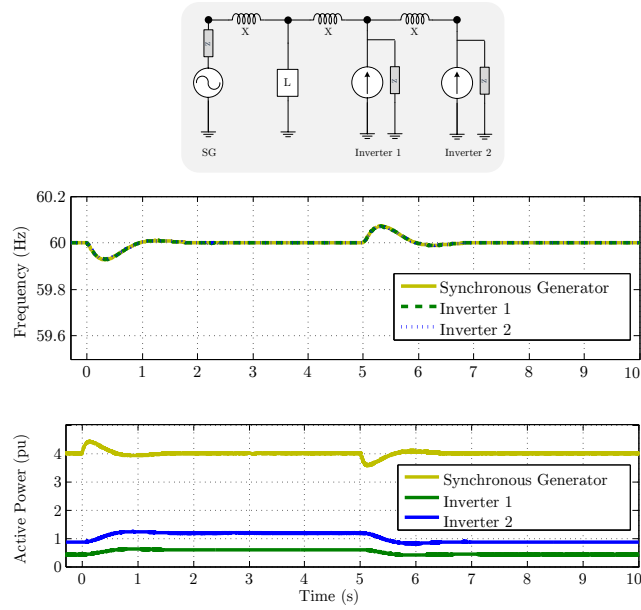 X X X
Z
L
Z
Z
SG Inverter 1 Inverter 2
60.2
60
59.8
59.6
Frequency (Hz)
Synchronous Generator
Inverter 1
Inverter 2
0 1 2 3 4 5 6 7 8 9 10
4
3
2
1
0
Active Power (pu)
Synchronous Generator
Inverter 1
Inverter 2
0 1 2 3 4 5 6 7 8 9 10
Time (s)